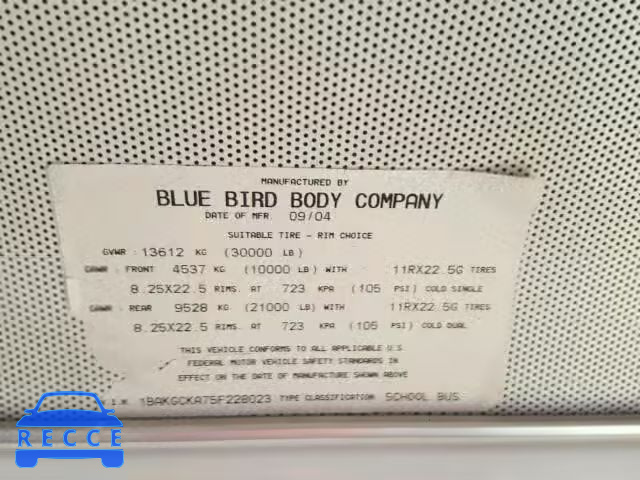 MANUFACTURED BY
BLUE BIRD BODY COMPANY
DATE OF MFR. 09/04
SUITABLE TIRE - RIM CHOICE
GVWR : 13612 KG (30000 LB)
GAWR - FRONT 4537 KG (10000 LB) WITH 11RX22.5G TIRES
8.25X22.5 RIMS. AT 723 KPA (105 PSI) COLD SINGLE
GAWR - REAR 9528 KG (21000 LB) WITH 11RX22.5G TIRES
8.25X22.5 RIMS. AT 723 KPA (105 PSI) COLD DUAL
THIS VEHICLE CONFORMS TO ALL APPLICABLE U.S
FEDERAL MOTOR VEHICLE SAFETY STANDARDS IN
EFFECT ON THE DATE OF MANUFACTURE SHOWN ABOVE
1BAKGCKA75F228023 TYPE CLASSIFICATION: SCHOOL BUS
RECCE